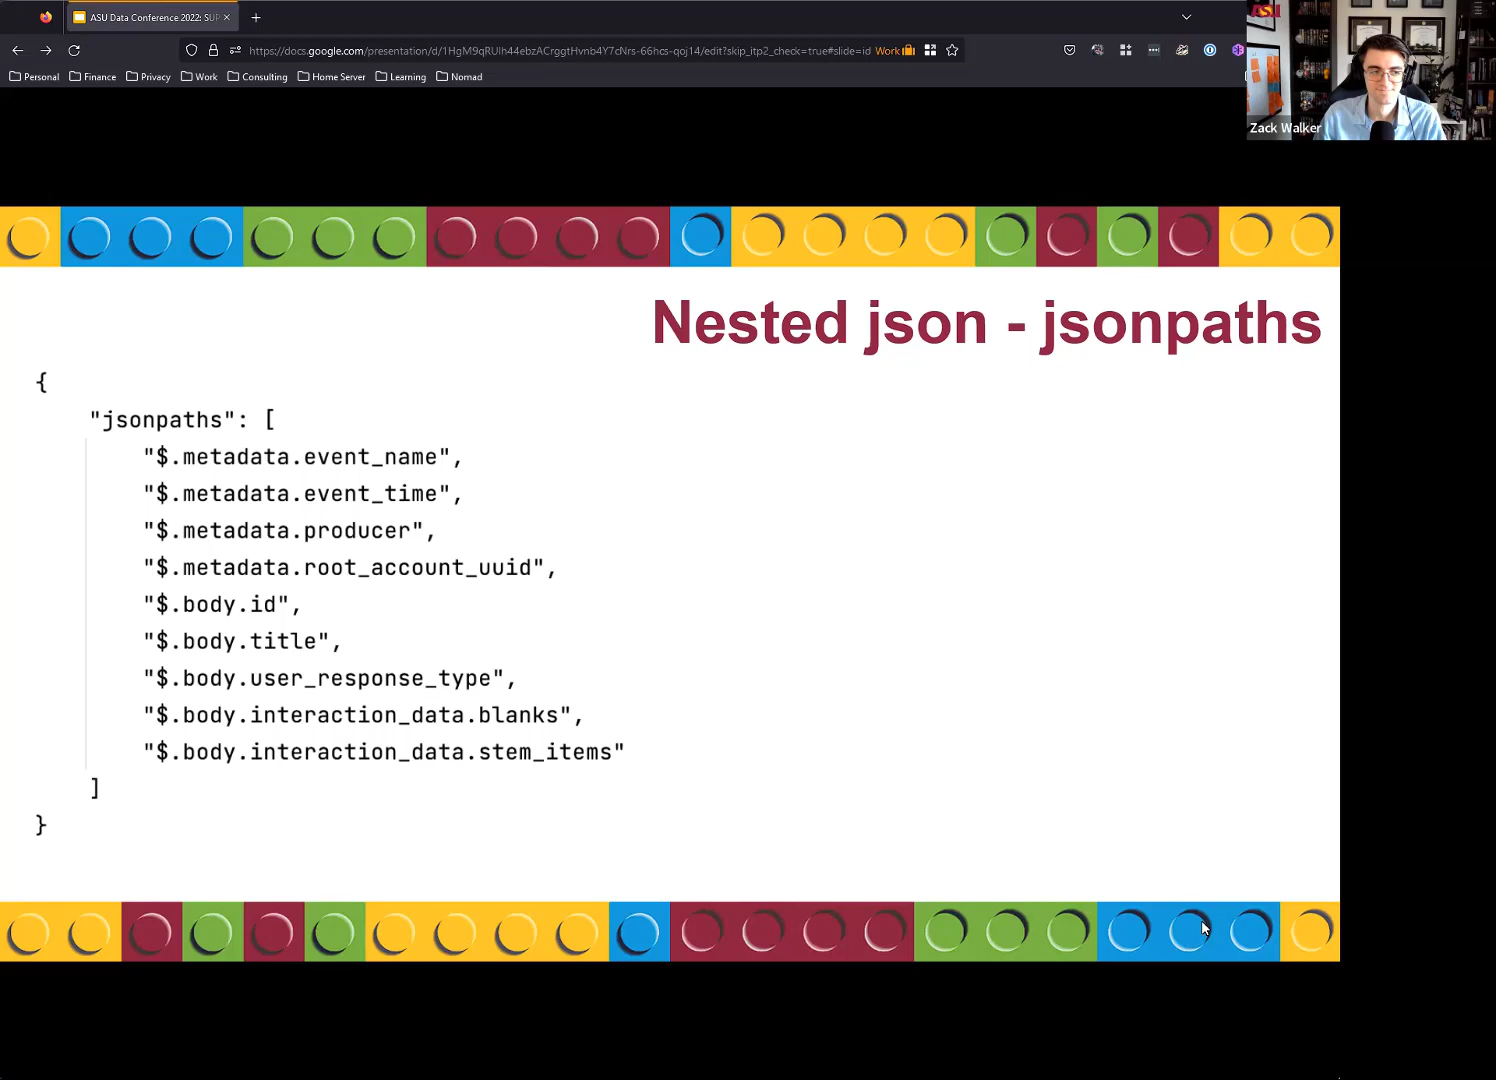 ASU Data Conference 2022: SUP
https://docs.google.com/presentation/d/1HgM9qRUIh44ebzACrggtHvnb4Y7cNrs-66hcs-qoj14/edit?skip_itp2_check=true#slide=id
Work
Personal
Finance
Privacy
Work
Consulting
Home Server
Learning
Nomad
ASU
Zack Walker
Nested json - jsonpaths
{
"jsonpaths": [
"$.metadata.event_name",
"$.metadata.event_time",
"$.metadata.producer",
"$.metadata.root_account_uuid",
"$.body.id",
"$.body.title",
"$.body.user_response_type",
"$.body.interaction_data.blanks",
"$.body.interaction_data.stem_items"
]
}